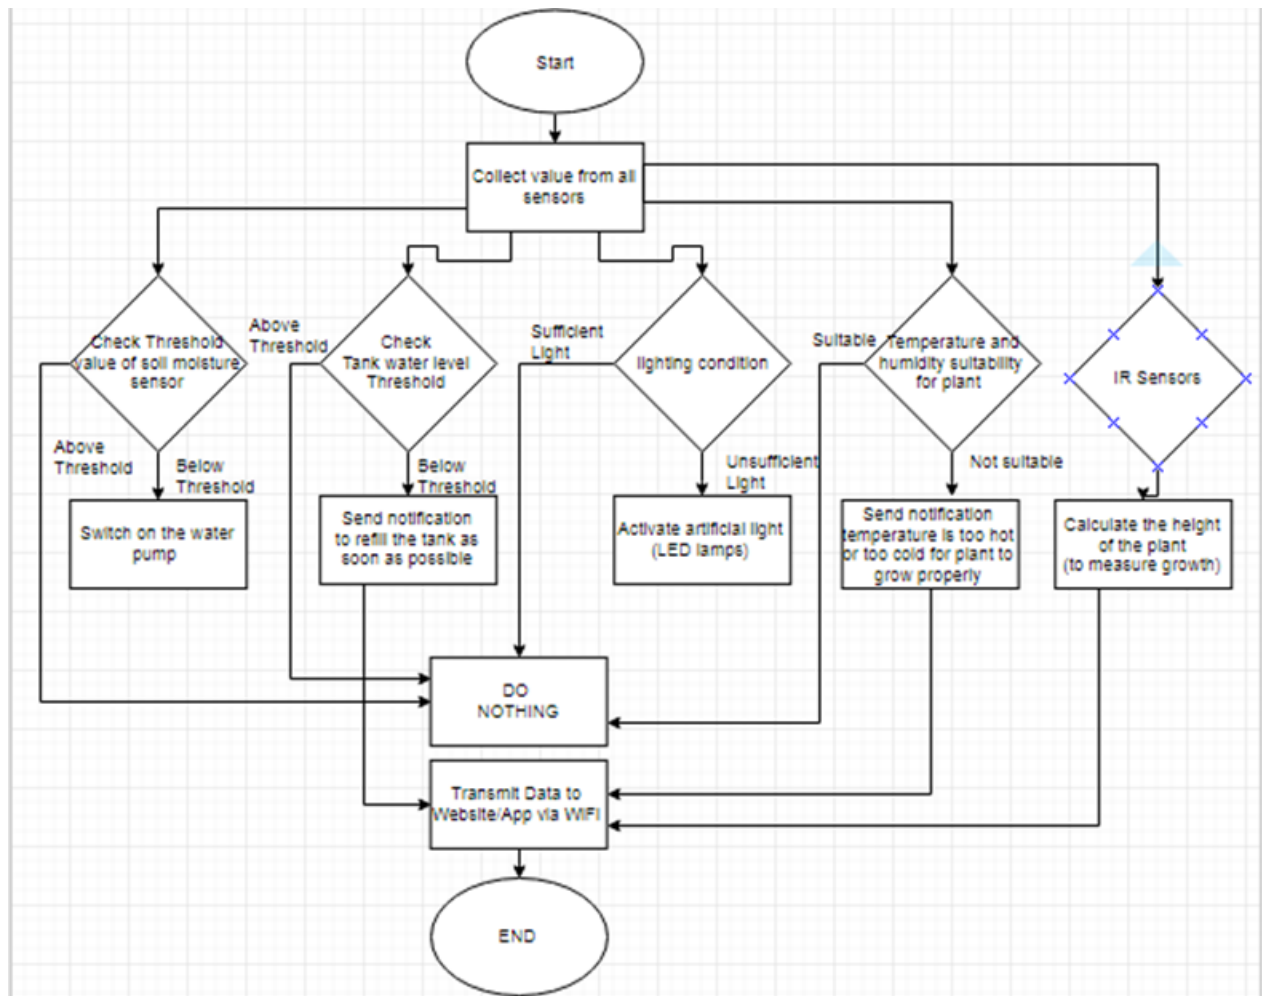 Start
Collect value from all
sensors
Check Threshold
value of soil moisture
sensor
Above
Threshold
Check
Tank water level
Threshold
Sufficient
Light
lighting condition
Suitable
Temperature and
humidity suitability
for plant
IR Sensors
Above
Threshold
Below
Threshold
Below
Threshold
Unsufficient
Light
Not suitable
Switch on the water
pump
Send notification
to refill the tank as
soon as possible
Activate artificial light
(LED lamps)
Send notification
temperature is too hot
or too cold for plant to
grow properly
Calculate the height
of the plant
(to measure growth)
DO
NOTHING
Transmit Data to
Website/App via WiFi
END